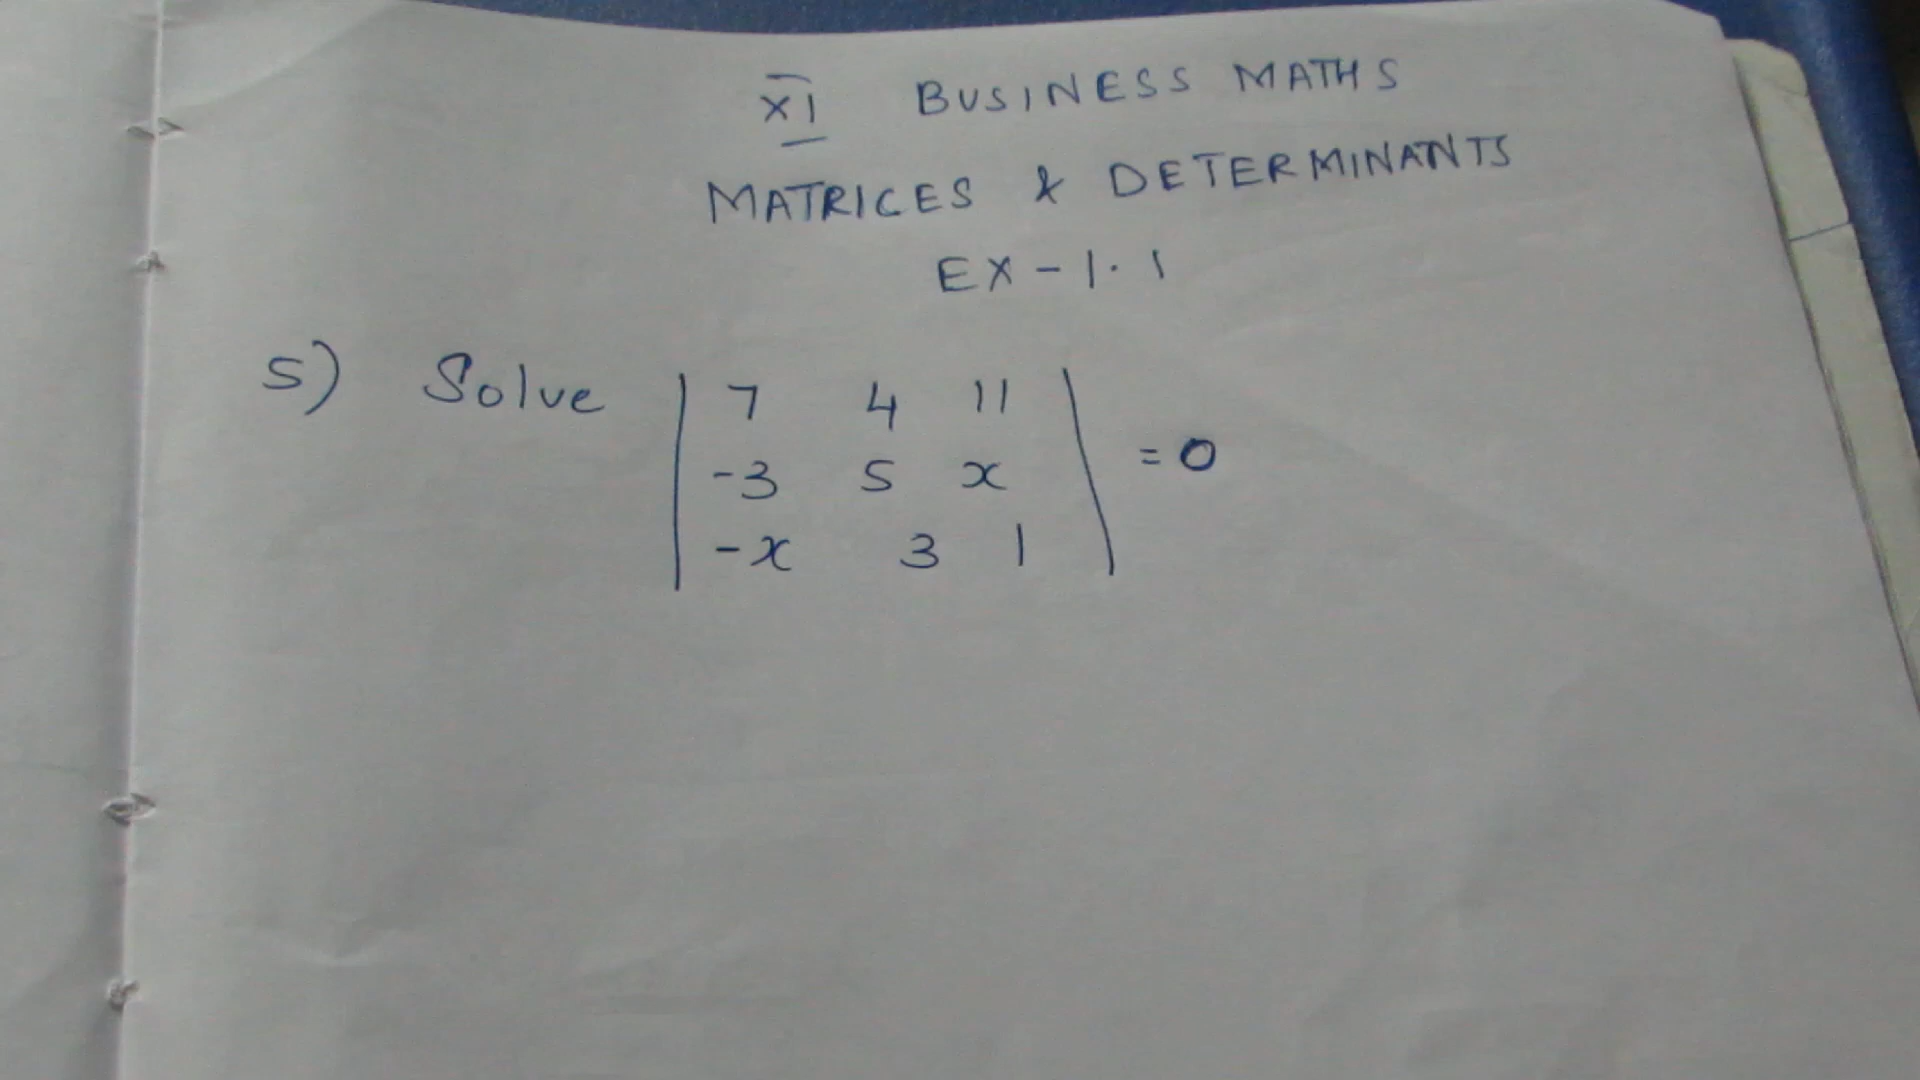 XI BUSINESS MATHS
MATRICES & DETERMINANTS
EX-1.1
5) Solve | 7 4 11 |
| -3 5 x | = 0
| -x 3 1 |